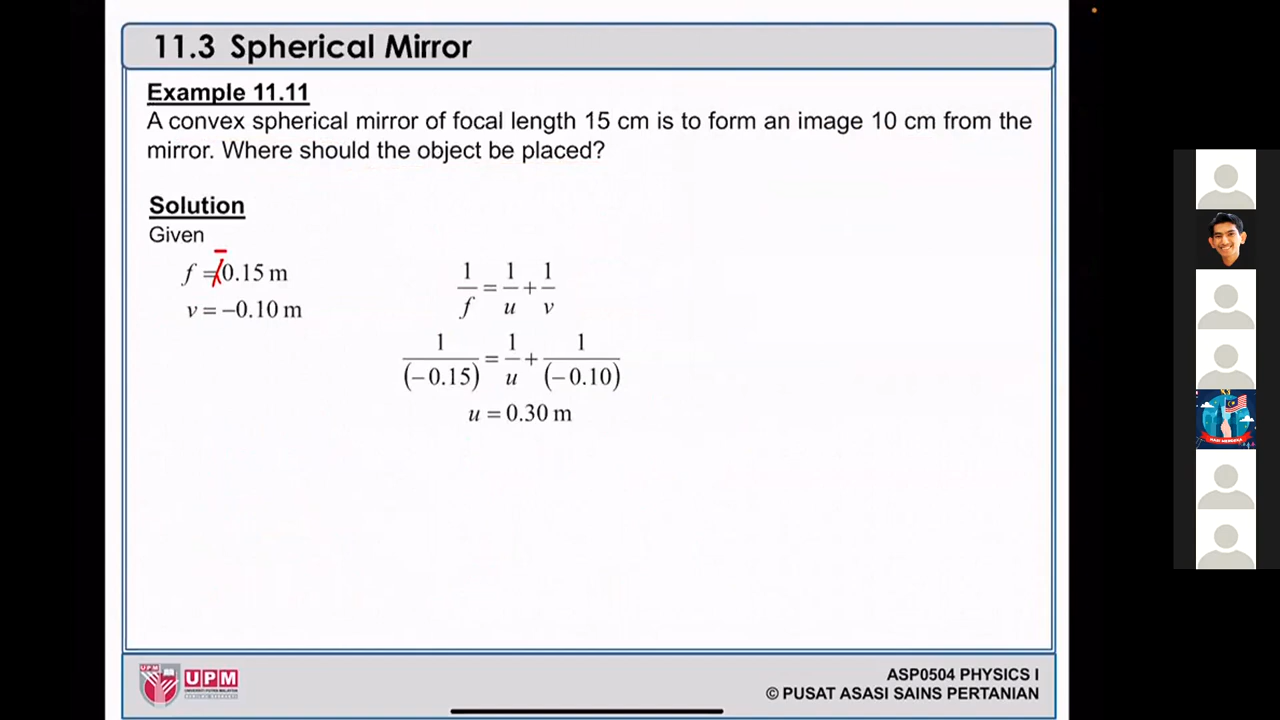 11.3 Spherical Mirror
Example 11.11
A convex spherical mirror of focal length 15 cm is to form an image 10 cm from the
mirror. Where should the object be placed?
Solution
Given
f = −0.15 m
v = −0.10 m
1/f = 1/u + 1/v
1/(−0.15) = 1/u + 1/(−0.10)
u = 0.30 m
UPM
UPM
ASP0504 PHYSICS I
© PUSAT ASASI SAINS PERTANIAN